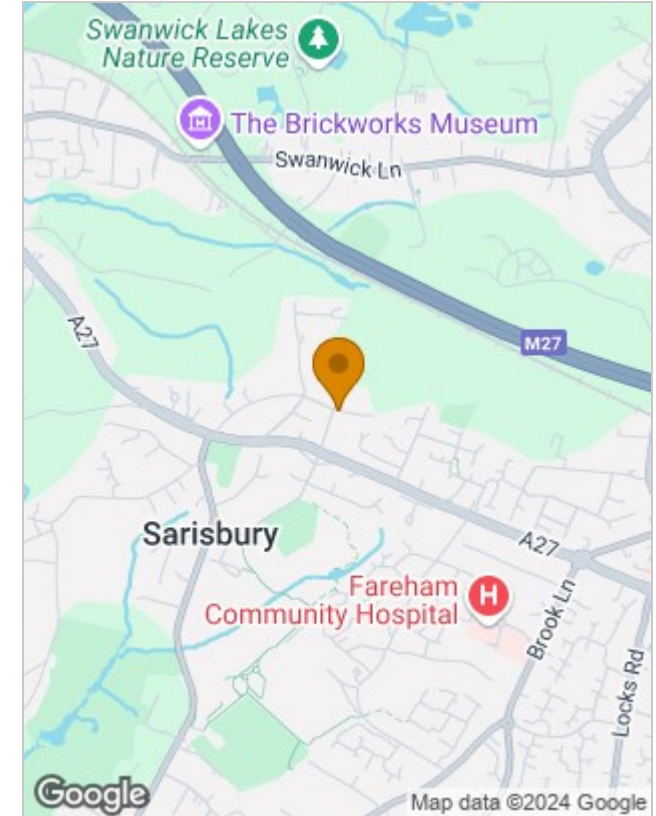 Swanwick Lakes
Nature Reserve
The Brickworks Museum
Swanwick Ln
A27
M27
Sarisbury
A27
Fareham
Community Hospital
H
Brook Ln
Locks Rd
Google
Map data ©2024 Google